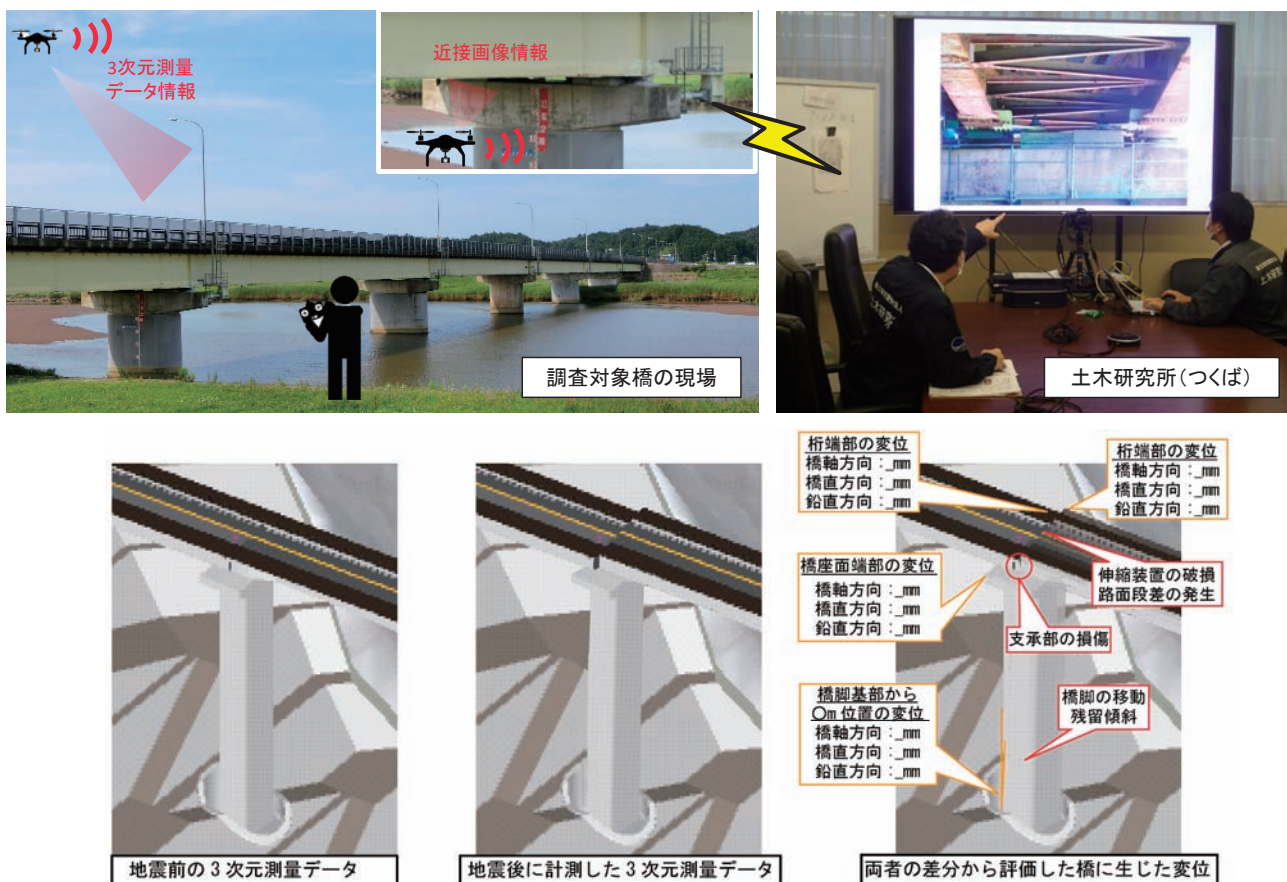 3次元測量
データ情報
近接画像情報
調査対象橋の現場
土木研究所
土木研究所(つくば)
桁端部の変位
橋軸方向:_mm
橋直方向:_mm
鉛直方向:_mm
桁端部の変位
橋軸方向:_mm
橋直方向:_mm
鉛直方向:_mm
橋座面端部の変位
橋軸方向:_mm
橋直方向:_mm
鉛直方向:_mm
伸縮装置の破損
路面段差の発生
支承部の損傷
橋脚基部から
〇m位置の変位
橋軸方向:_mm
橋直方向:_mm
鉛直方向:_mm
橋脚の移動
残留傾斜
地震前の3次元測量データ
地震後に計測した3次元測量データ
両者の差分から評価した橋に生じた変位